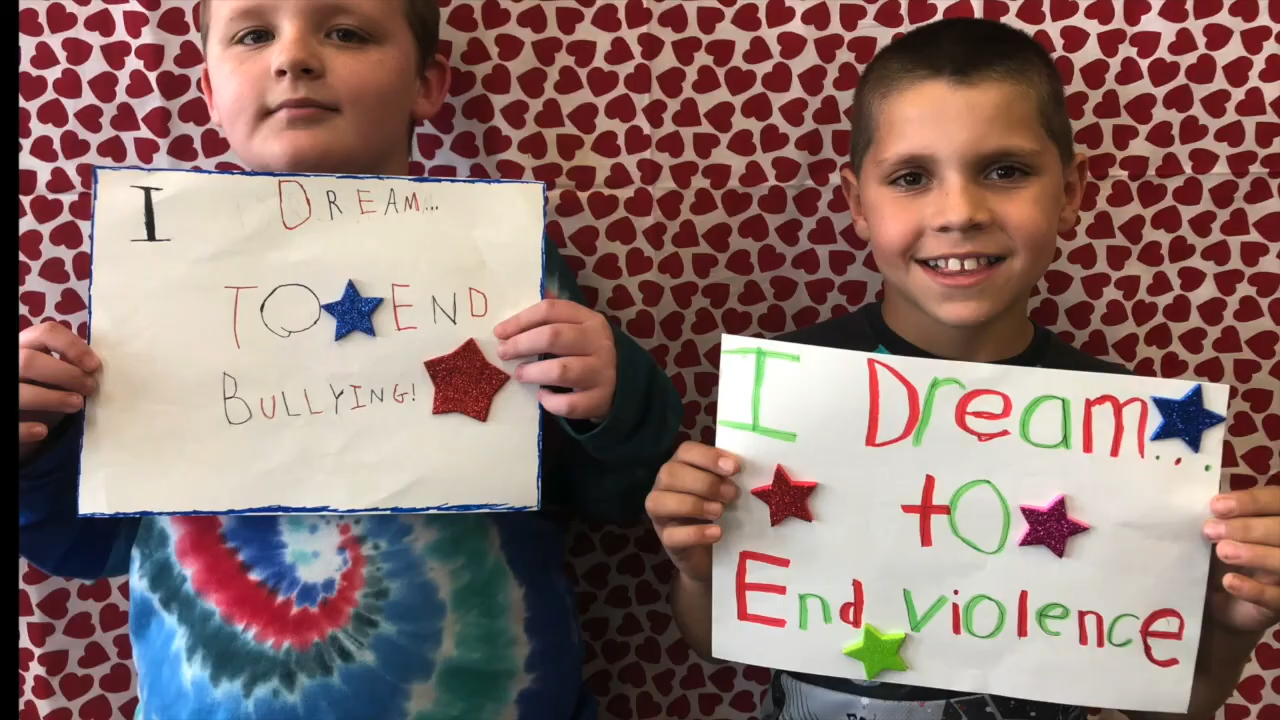 I DREAM...
TO END
BULLYING!
I Dream....
to
End violence